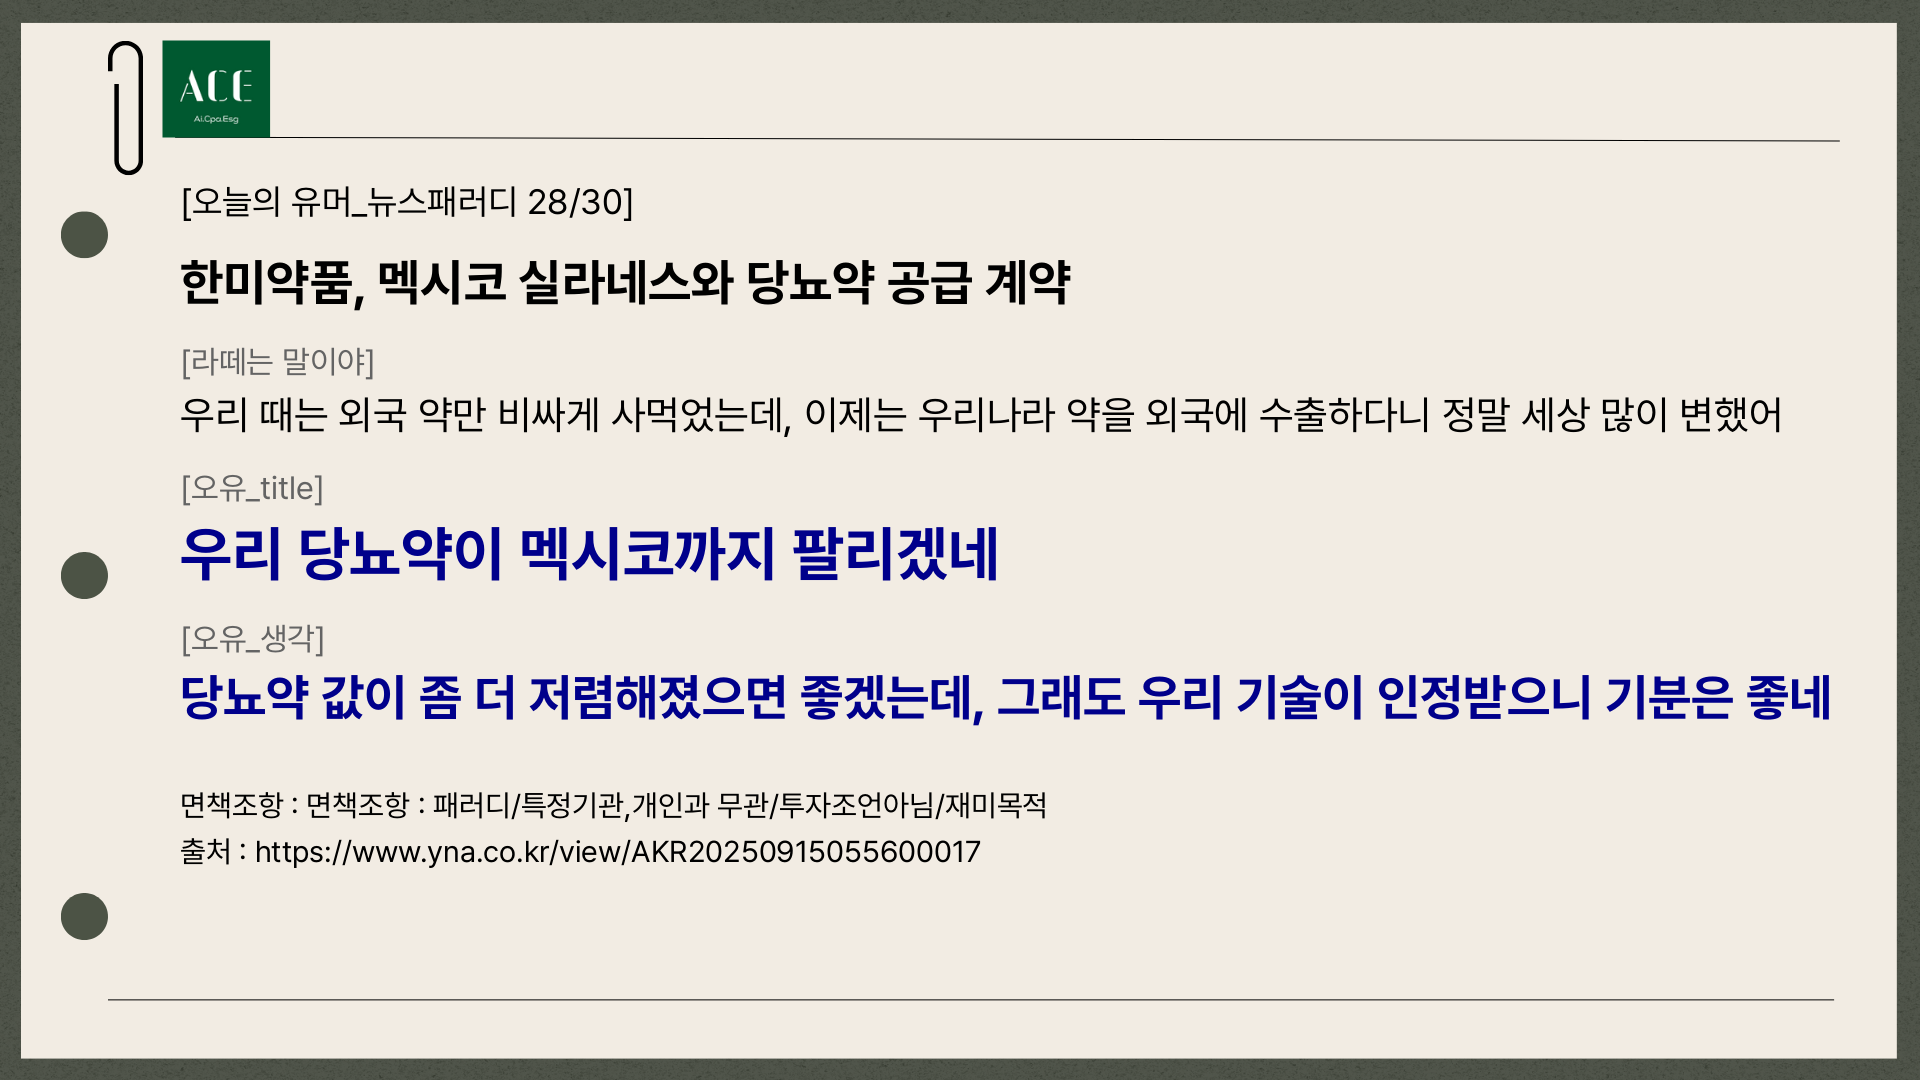 ACE
Ai.Cpa.Esg
[오늘의 유머_뉴스패러디 28/30]
한미약품, 멕시코 실라네스와 당뇨약 공급 계약
[라떼는 말이야]
우리 때는 외국 약만 비싸게 사먹었는데, 이제는 우리나라 약을 외국에 수출하다니 정말 세상 많이 변했어
[오유_title]
우리 당뇨약이 멕시코까지 팔리겠네
[오유_생각]
당뇨약 값이 좀 더 저렴해졌으면 좋겠는데, 그래도 우리 기술이 인정받으니 기분은 좋네
면책조항 : 면책조항 : 패러디/특정기관,개인과 무관/투자조언아님/재미목적
출처 : https://www.yna.co.kr/view/AKR20250915055600017